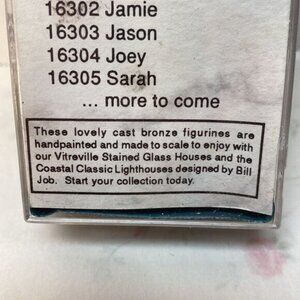 16302 Jamie
16303 Jason
16304 Joey
16305 Sarah
... more to come
These lovely cast bronze figurines are
handpainted and made to scale to enjoy with
our Vitreville Stained Glass Houses and the
Coastal Classic Lighthouses designed by Bill
Job. Start your collection today.